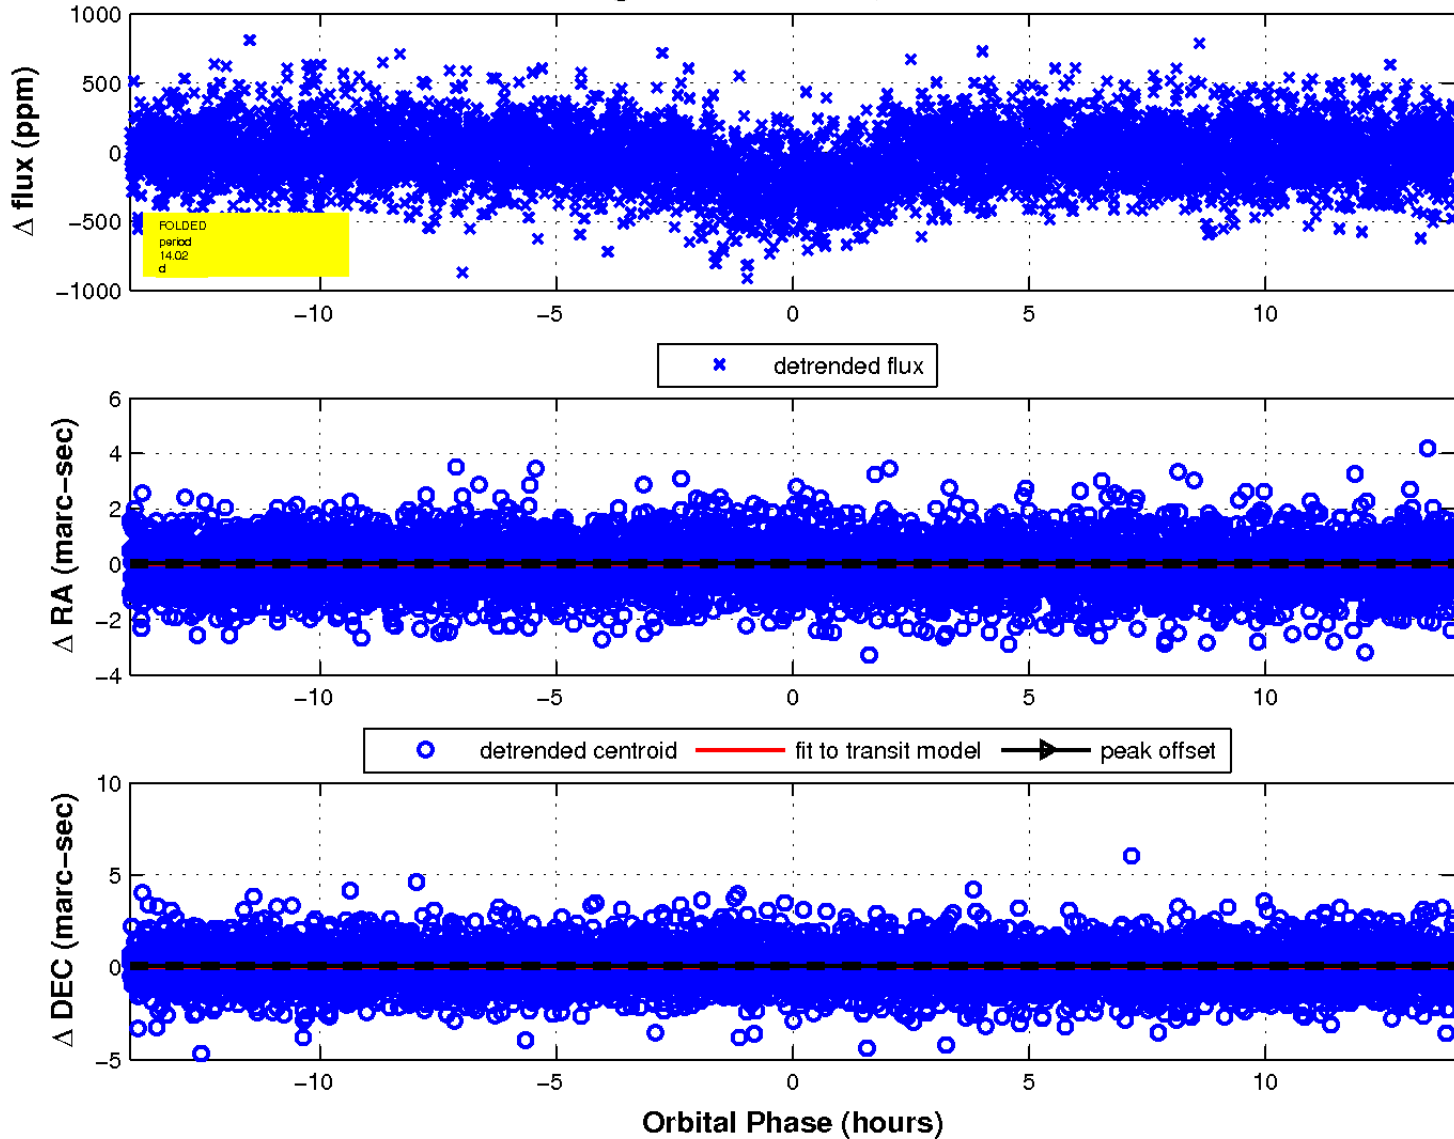 1000
500
0
−500
−1000
Δ flux (ppm)
FOLDED
period
14.02
d
−10
−5
0
5
10
detrended flux
6
4
2
0
−2
−4
Δ RA (marc−sec)
−10
−5
0
5
10
detrended centroid
fit to transit model
peak offset
10
5
0
−5
Δ DEC (marc−sec)
−10
−5
0
5
10
Orbital Phase (hours)